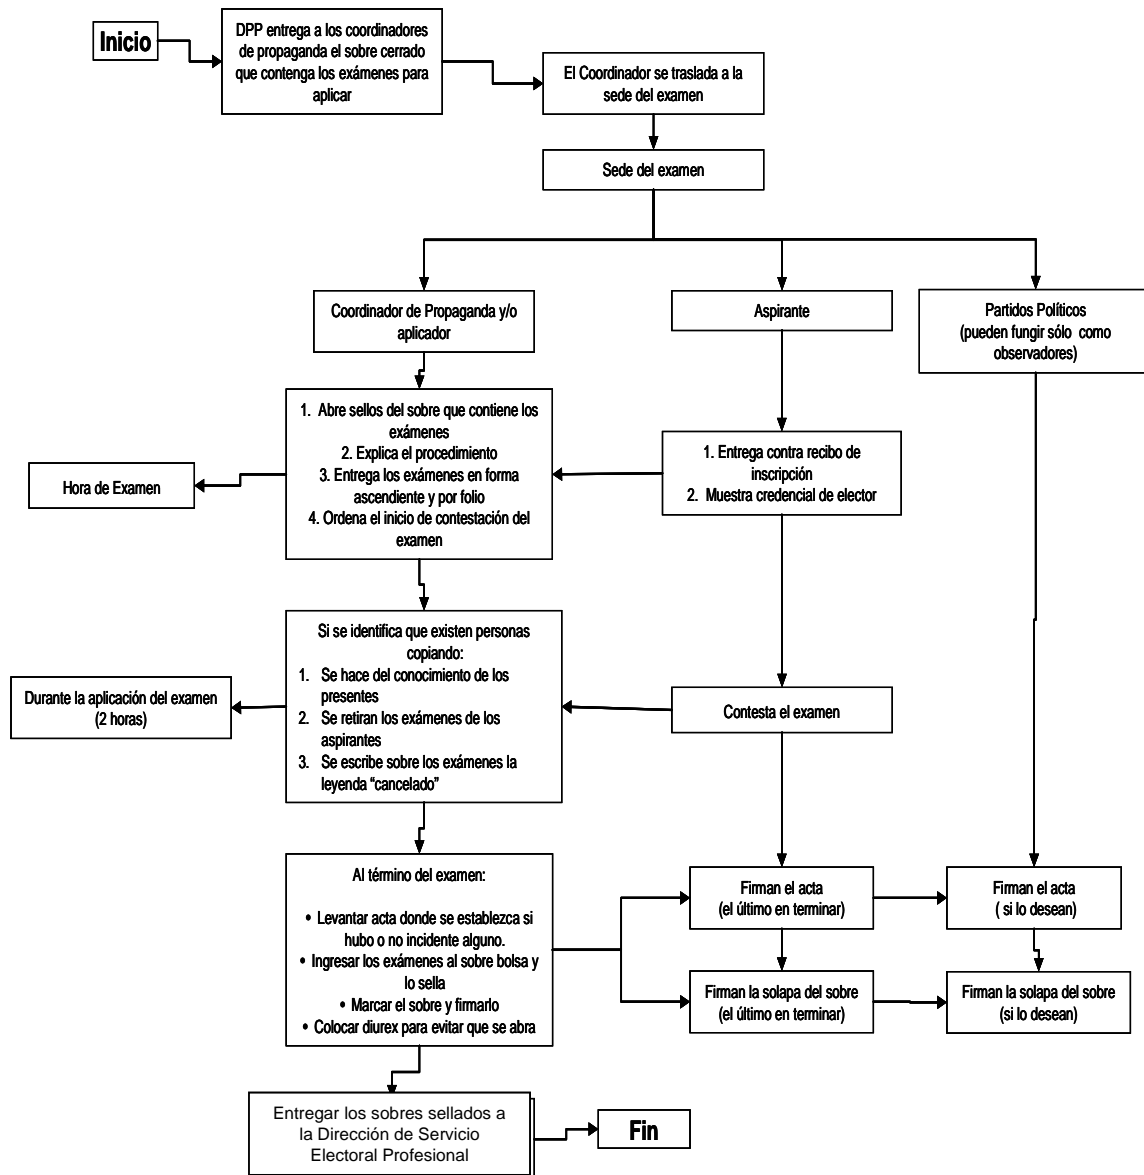 Inicio
DPP entrega a los coordinadores
de propaganda el sobre cerrado
que contenga los exámenes para
aplicar
El Coordinador se traslada a la
sede del examen
Sede del examen
Coordinador de Propaganda y/o
aplicador
Aspirante
Partidos Políticos
(pueden fungir sólo como
observadores)
1. Abre sellos del sobre que contiene los
exámenes
2. Explica el procedimiento
3. Entrega los exámenes en forma
ascendiente y por folio
4. Ordena el inicio de contestación del
examen
1. Entrega contra recibo de
inscripción
2. Muestra credencial de elector
Hora de Examen
Si se identifica que existen personas
copiando:
1. Se hace del conocimiento de los
presentes
2. Se retiran los exámenes de los
aspirantes
3. Se escribe sobre los exámenes la
leyenda “cancelado”
Durante la aplicación del examen
(2 horas)
Contesta el examen
Al término del examen:
• Levantar acta donde se establezca si
hubo o no incidente alguno.
• Ingresar los exámenes al sobre bolsa y
lo sella
• Marcar el sobre y firmarlo
• Colocar diurex para evitar que se abra
Firman el acta
(el último en terminar)
Firman el acta
( si lo desean)
Firman la solapa del sobre
(el último en terminar)
Firman la solapa del sobre
(si lo desean)
Entregar los sobres sellados a
la Dirección de Servicio
Electoral Profesional
Fin